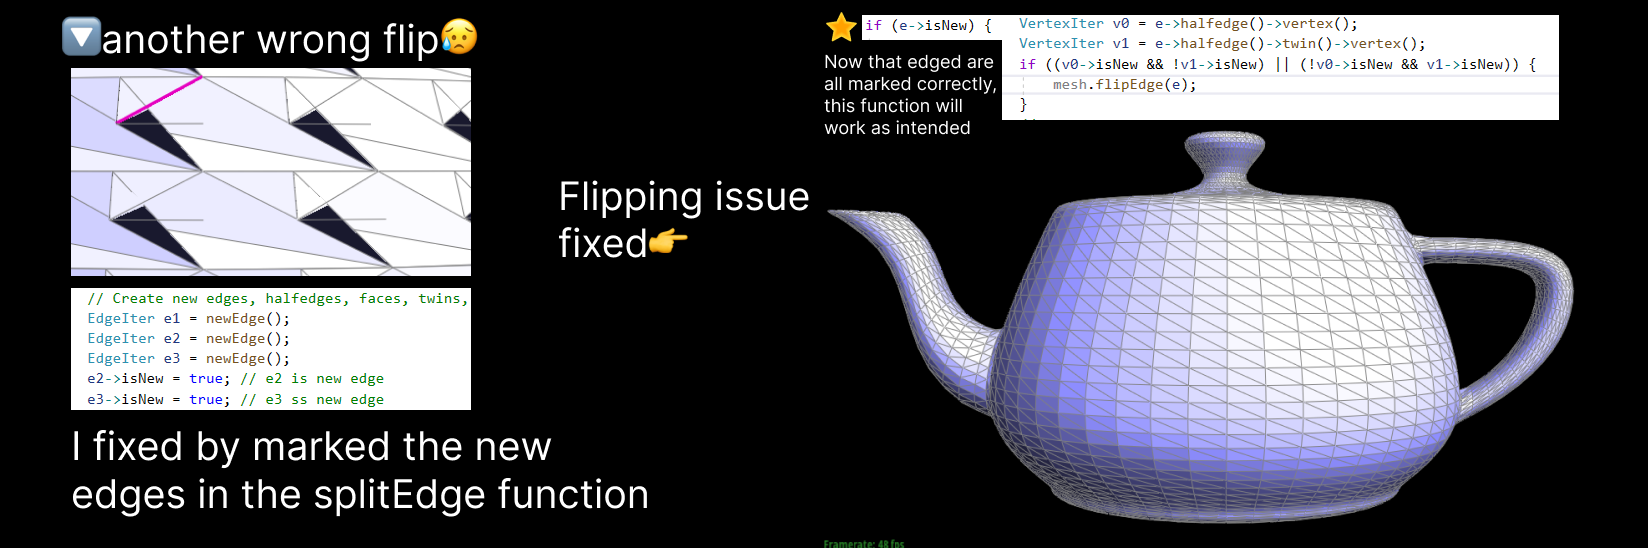 another wrong flip
// Create new edges, halfedges, faces, twins,
EdgeIter e1 = newEdge();
EdgeIter e2 = newEdge();
EdgeIter e3 = newEdge();
e2->isNew = true; // e2 is new edge
e3->isNew = true; // e3 ss new edge
I fixed by marked the new
edges in the splitEdge function
Flipping issue
fixed
if (e->isNew) {
Now that edged are
all marked correctly,
this function will
work as intended
VertexIter v0 = e->halfedge()->vertex();
VertexIter v1 = e->halfedge()->twin()->vertex();
if ((v0->isNew && !v1->isNew) || (!v0->isNew && v1->isNew)) {
mesh.flipEdge(e);
}
Framerate: 48 fps